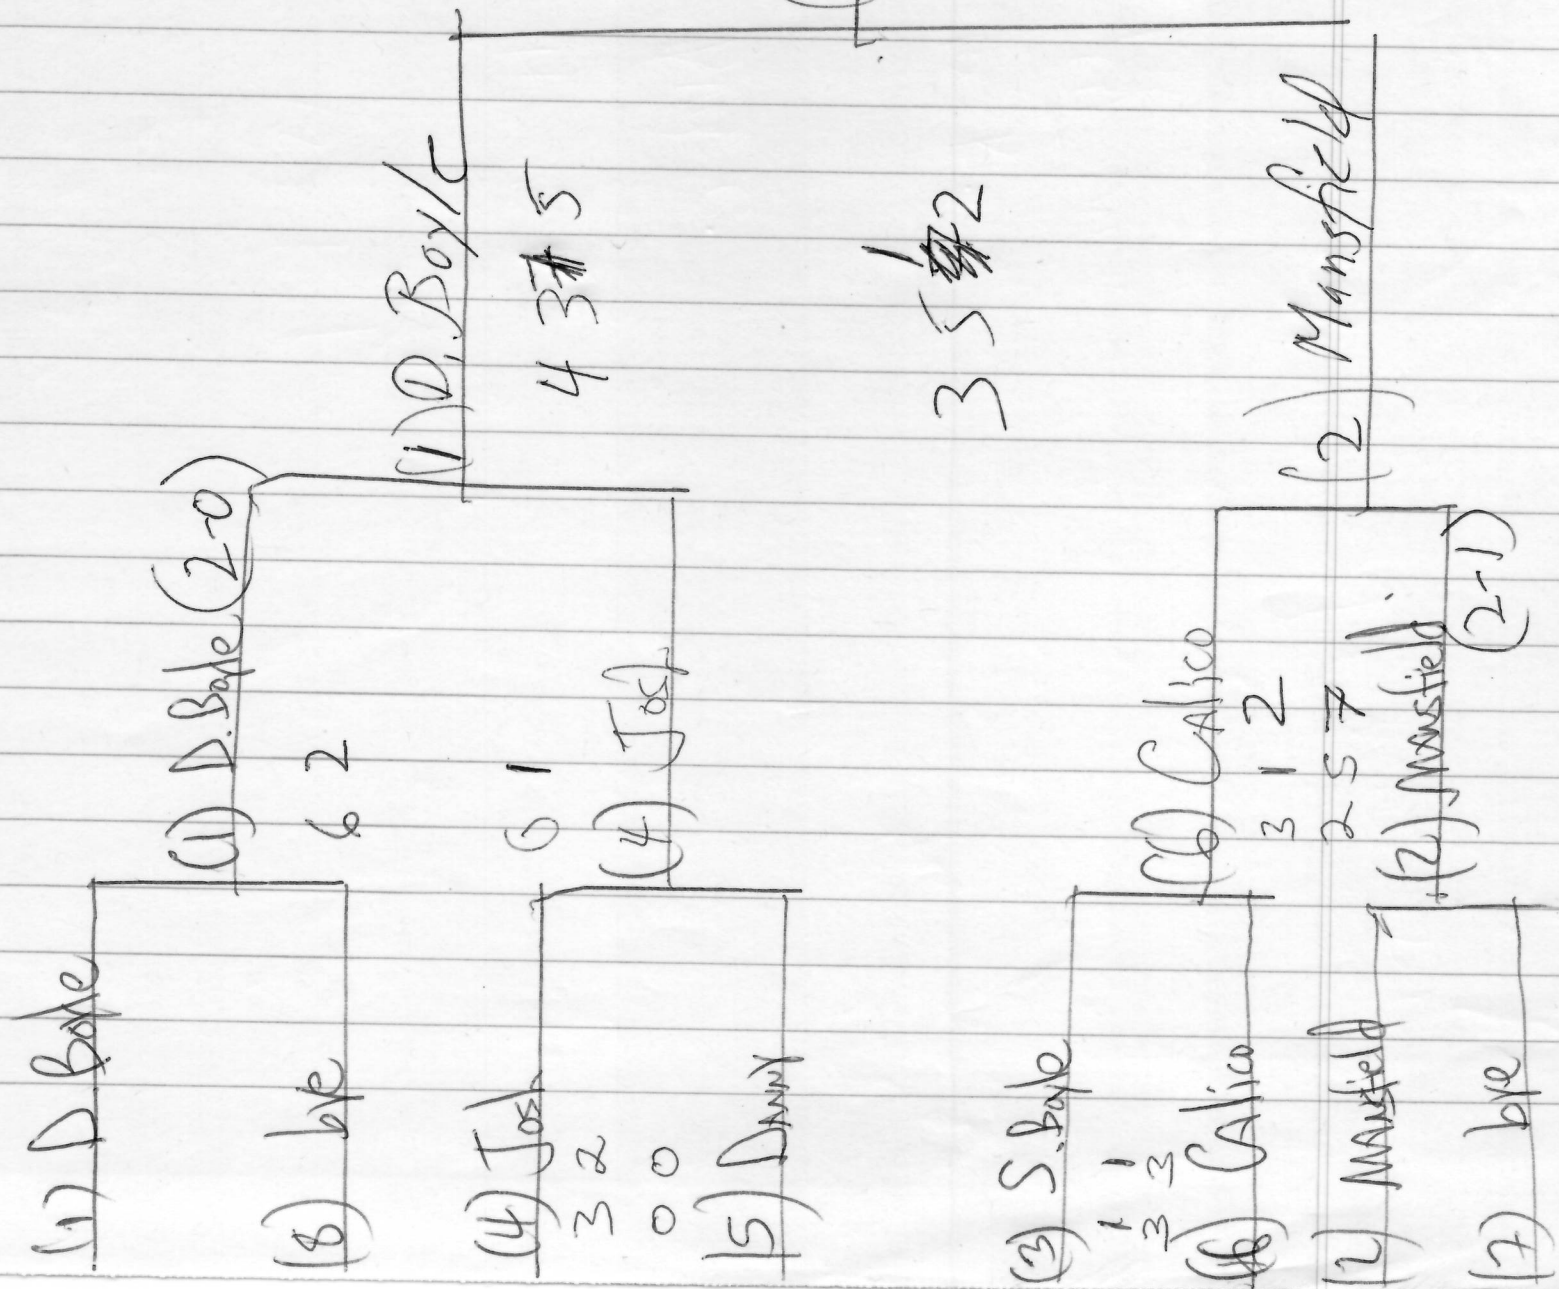 (1) D Boyle
(8) bye
(4) Josh
3 2
0 0
(5) Danny
(3) S. Boyle
1 1
3 3
(6) CAlico
(2) MANsfield
(7) bye
(1) D. Boyle (2-0)
6 2
6 1
(4) Josh
(6) CAlico
3 1 2
2 5 7
(2) MANsfield
(2-1)
(1) D. Boyle
4 3 5
3 5 1 2
(2) Mansfield